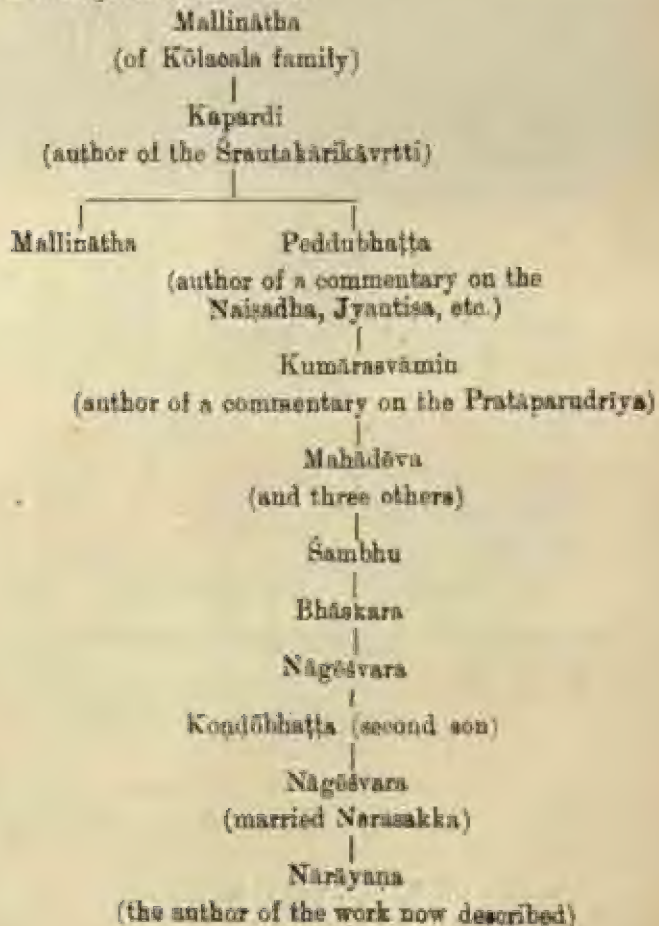 Mallinātha
(of Kōlacala family)
Kapardi
(author of the Śrautakārikāvrtti)
Mallinātha Peddubhaṭṭa
(author of a commentary on the
Naiṣadha, Jyautiṣa, etc.)
Kumārasvāmin
(author of a commentary on the Pratāparudrīya)
Mahādēva
(and three others)
Śambhu
Bhāskara
Nāgēśvara
Koṇḍōbhaṭṭa (second son)
Nāgēśvara
(married Narasakka)
Nārāyaṇa
(the author of the work now described)